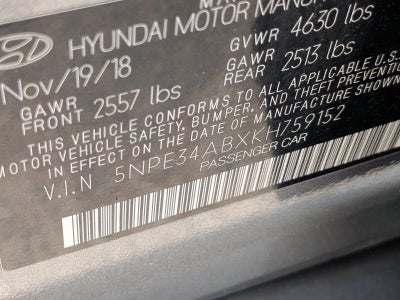 HYUNDAI MOTOR MANU
Nov/19/18
GVWR 4630 lbs
GAWR FRONT 2557 lbs
GAWR REAR 2513 lbs
THIS VEHICLE CONFORMS TO ALL APPLICABLE
MOTOR VEHICLE SAFETY, BUMPER, AND THEFT PREVENTION
IN EFFECT ON THE DATE OF MANUFACTURE
V.I.N 5NPE34ABXKH759152
PASSENGER CAR